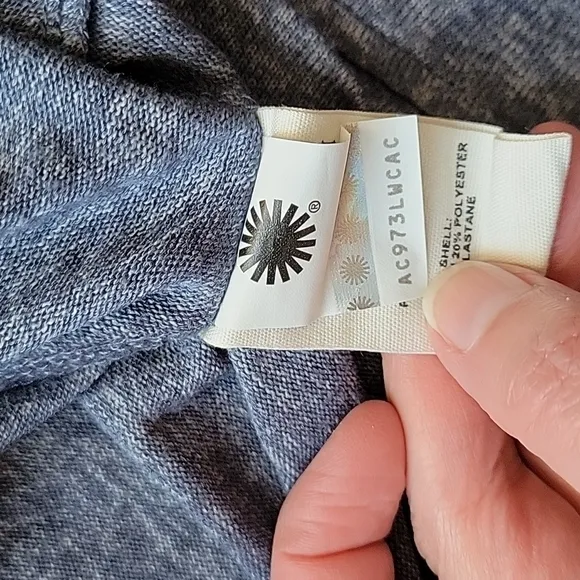 ®
AC973LWCAC
SHELL:
20% POLYESTER
LASTANE